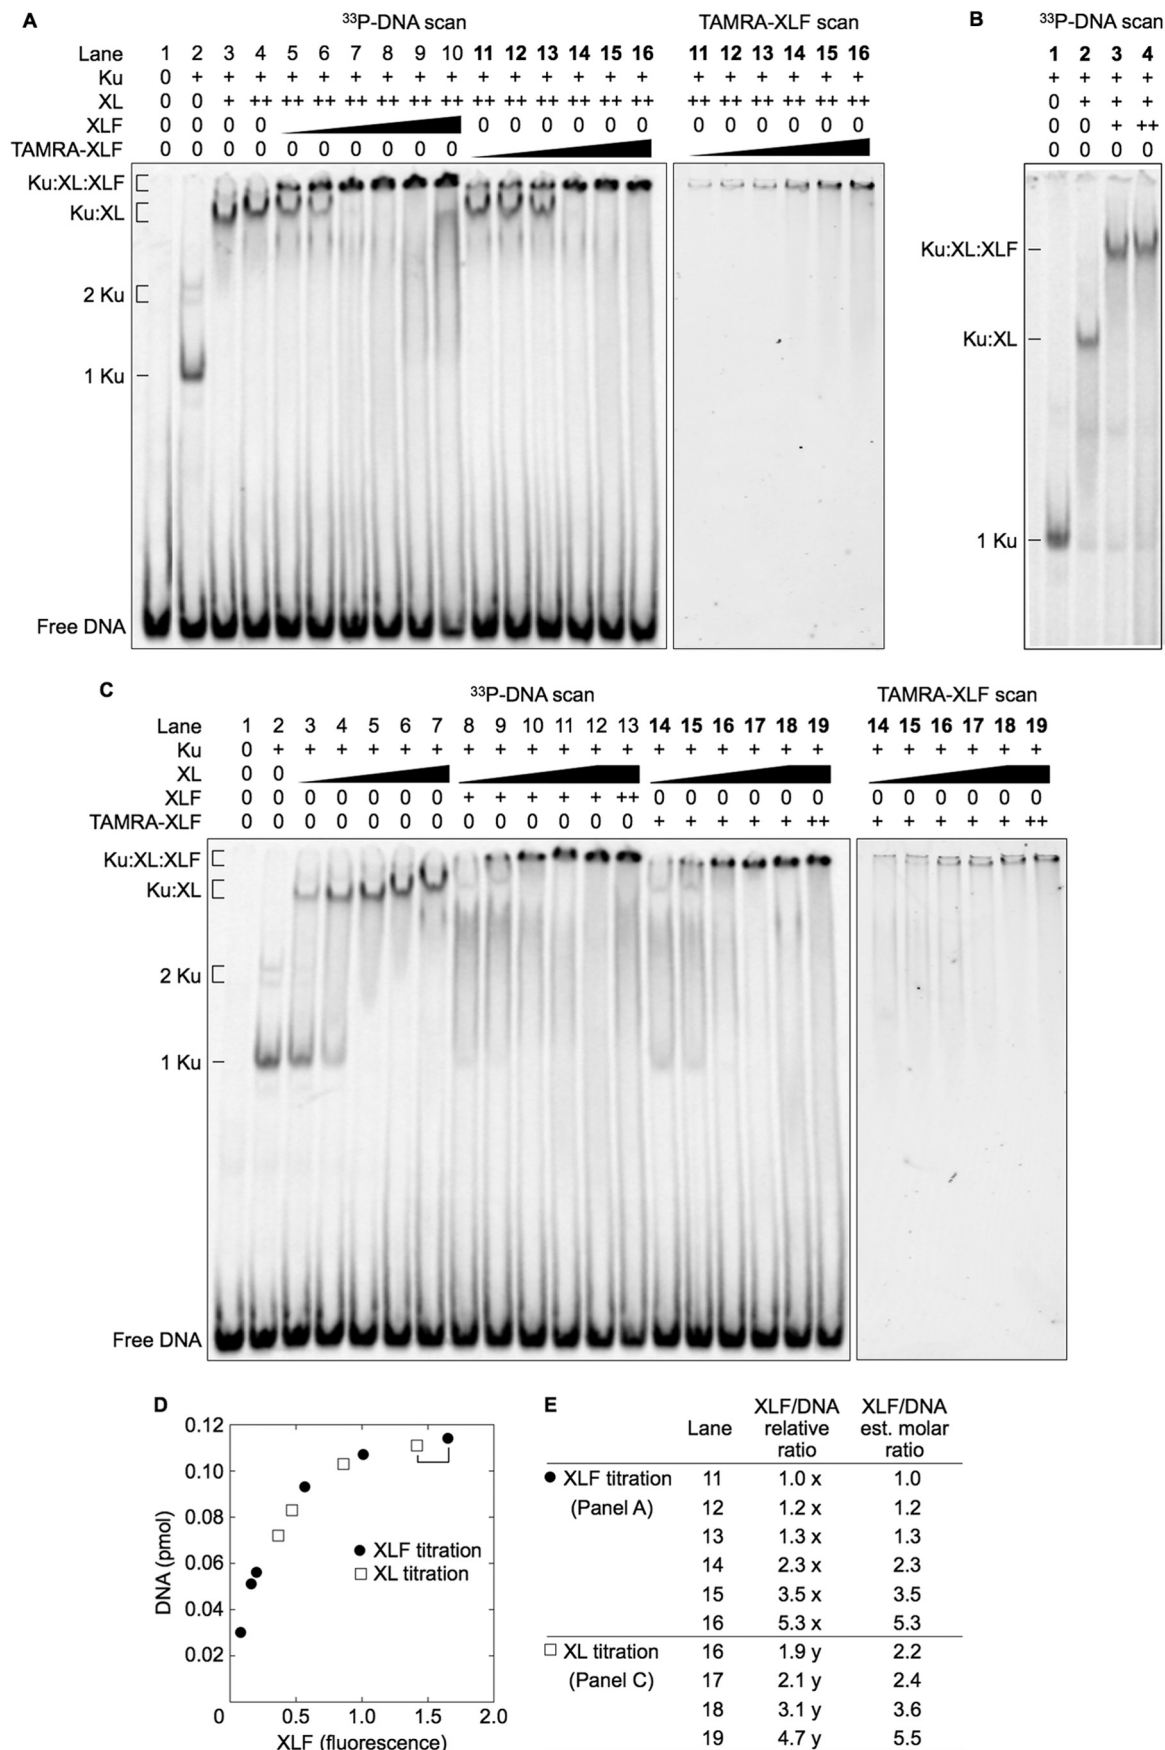 A
³³P-DNA scan
TAMRA-XLF scan
Lane 1 2 3 4 5 6 7 8 9 10 11 12 13 14 15 16 11 12 13 14 15 16
Ku 0 + + + + + + + + + + + + + + + + + + + + +
XL 0 0 + ++ ++ ++ ++ ++ ++ ++ ++ ++ ++ ++ ++ ++ ++ ++ ++ ++ ++ ++
XLF 0 0 0 0 0 0 0 0 0 0 0 0 0 0 0 0
TAMRA-XLF 0 0 0 0 0 0 0 0 0 0
Ku:XL:XLF
Ku:XL
2 Ku
1 Ku
Free DNA
B
³³P-DNA scan
1 2 3 4
+ + + +
0 + + +
0 0 + ++
0 0 0 0
Ku:XL:XLF
Ku:XL
1 Ku
C
³³P-DNA scan
TAMRA-XLF scan
Lane 1 2 3 4 5 6 7 8 9 10 11 12 13 14 15 16 17 18 19 14 15 16 17 18 19
Ku 0 + + + + + + + + + + + + + + + + + + + + + + + +
XL 0 0
XLF 0 0 0 0 0 0 0 + + + + + ++ 0 0 0 0 0 0 0 0 0 0 0 0
TAMRA-XLF 0 0 0 0 0 0 0 0 0 0 0 0 0 + + + + + ++ + + + + + ++
Ku:XL:XLF
Ku:XL
2 Ku
1 Ku
Free DNA
D
DNA (pmol)
0.12
0.10
0.08
0.06
0.04
0.02
0 0.5 1.0 1.5 2.0
XLF (fluorescence)
XLF titration
XL titration
E
Lane XLF/DNA relative ratio XLF/DNA est. molar ratio
XLF titration 11 1.0 x 1.0
(Panel A) 12 1.2 x 1.2
13 1.3 x 1.3
14 2.3 x 2.3
15 3.5 x 3.5
16 5.3 x 5.3
XL titration 16 1.9 y 2.2
(Panel C) 17 2.1 y 2.4
18 3.1 y 3.6
19 4.7 y 5.5